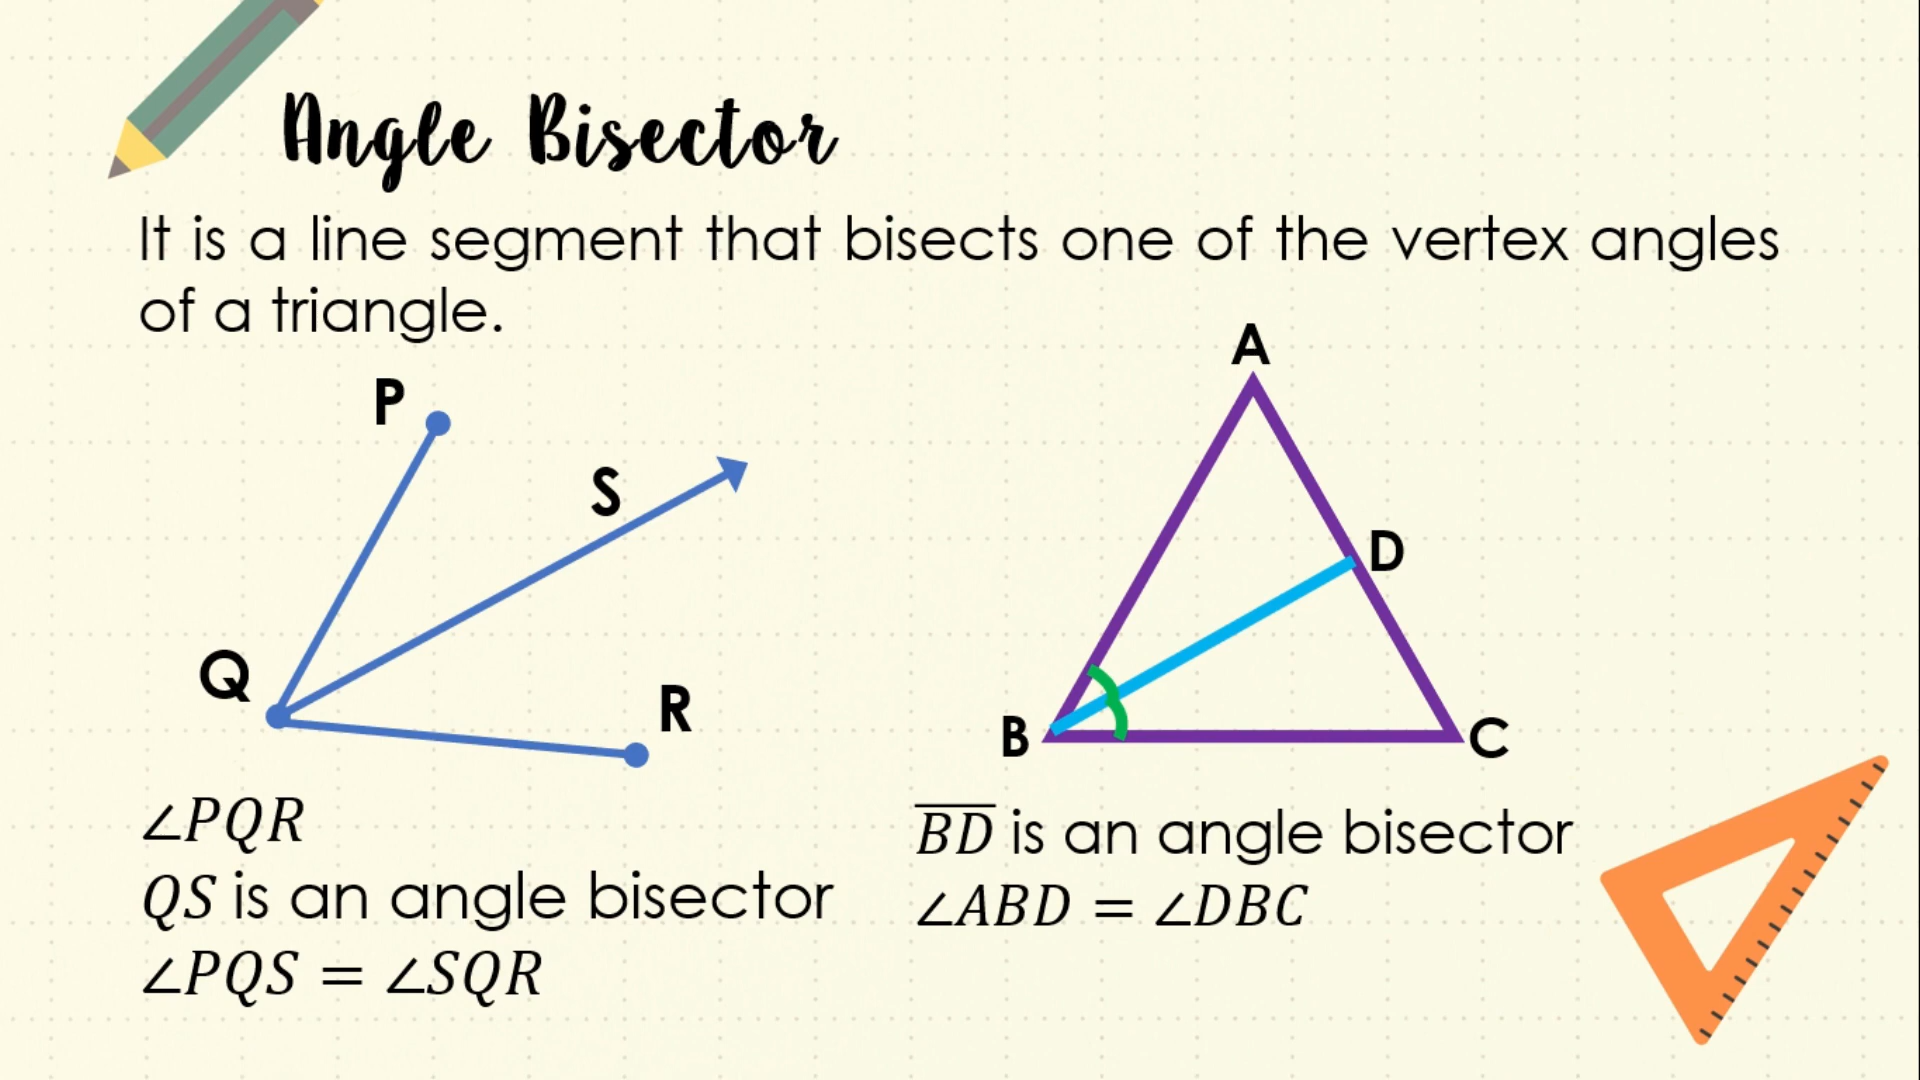 Angle Bisector
It is a line segment that bisects one of the vertex angles
of a triangle.
A
P
S
D
Q
R
B
C
∠PQR
QS is an angle bisector
∠PQS = ∠SQR
B̅D̅ is an angle bisector
∠ABD = ∠DBC